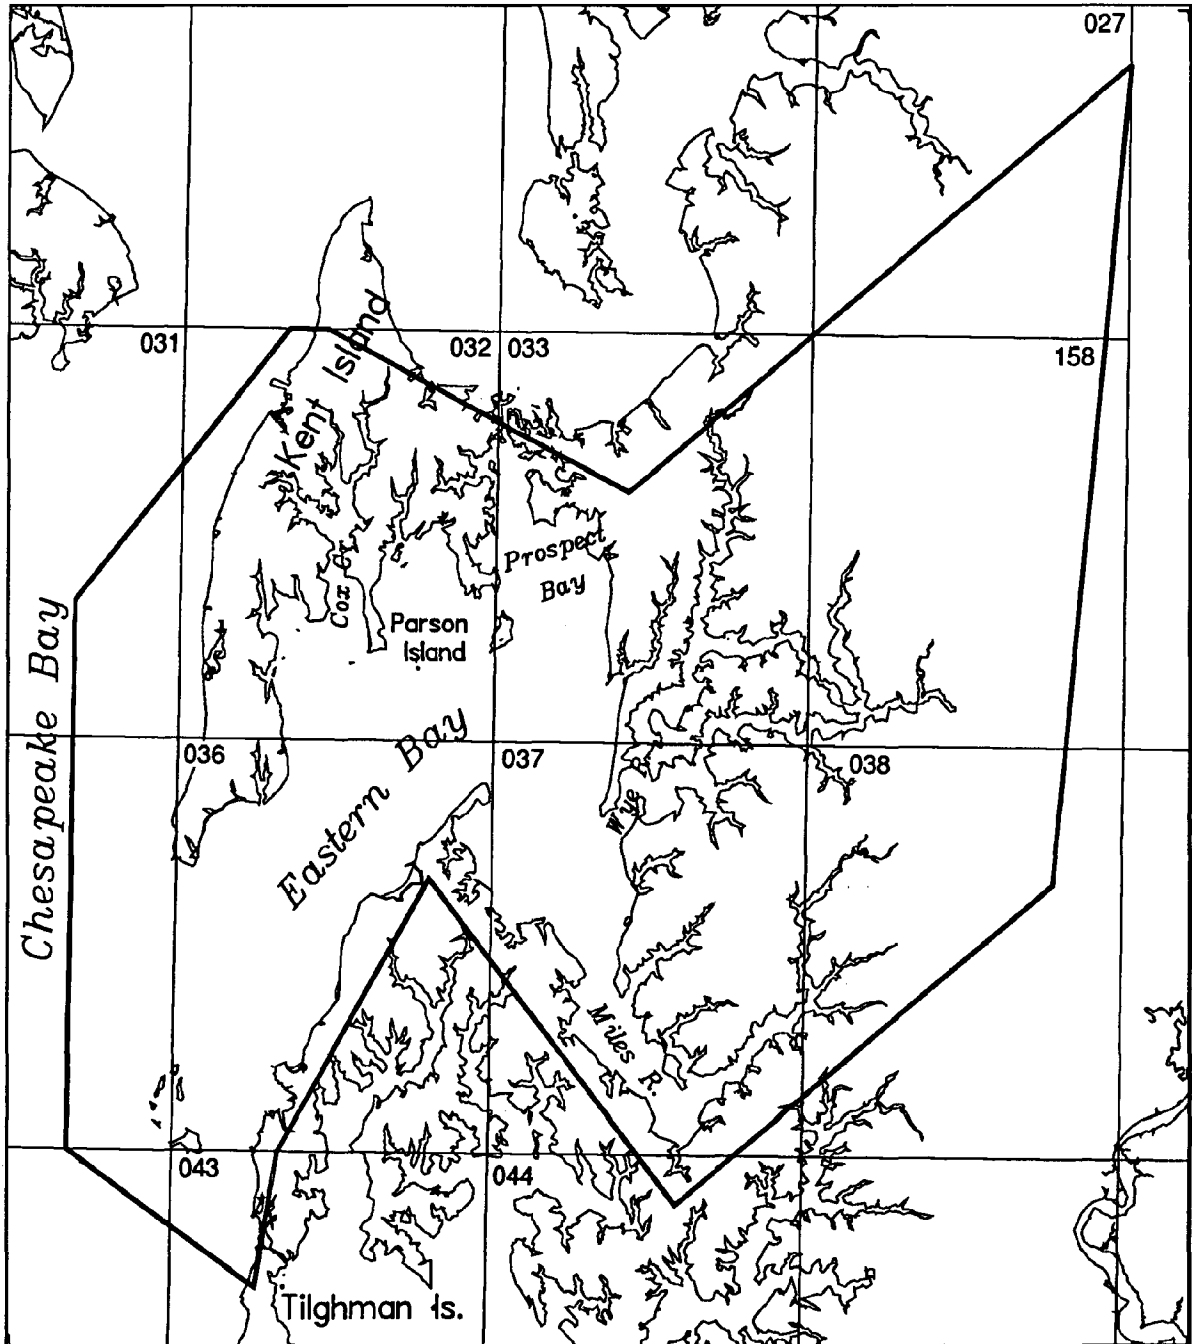 027
031
032
033
158
Kent Island
Prospect
Bay
Cox Cr
Parson
Island
Chesapeake Bay
Eastern Bay
036
037
038
Wye
Miles R.
043
044
Tilghman Is.